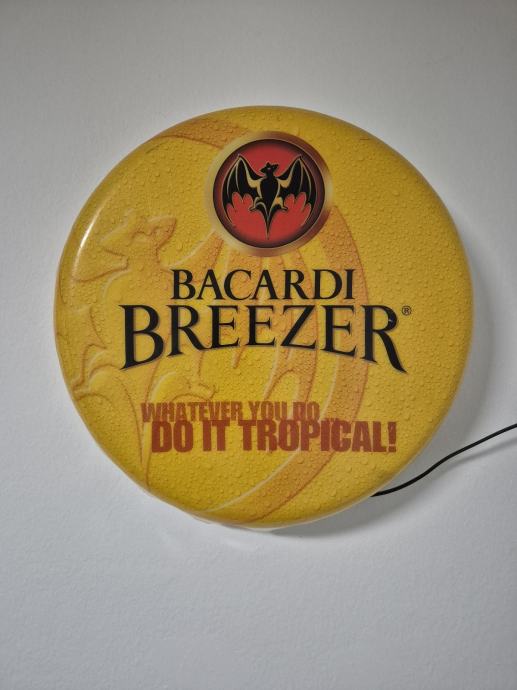 BACARDI
BREEZER®
WHATEVER YOU DO
DO IT TROPICAL!